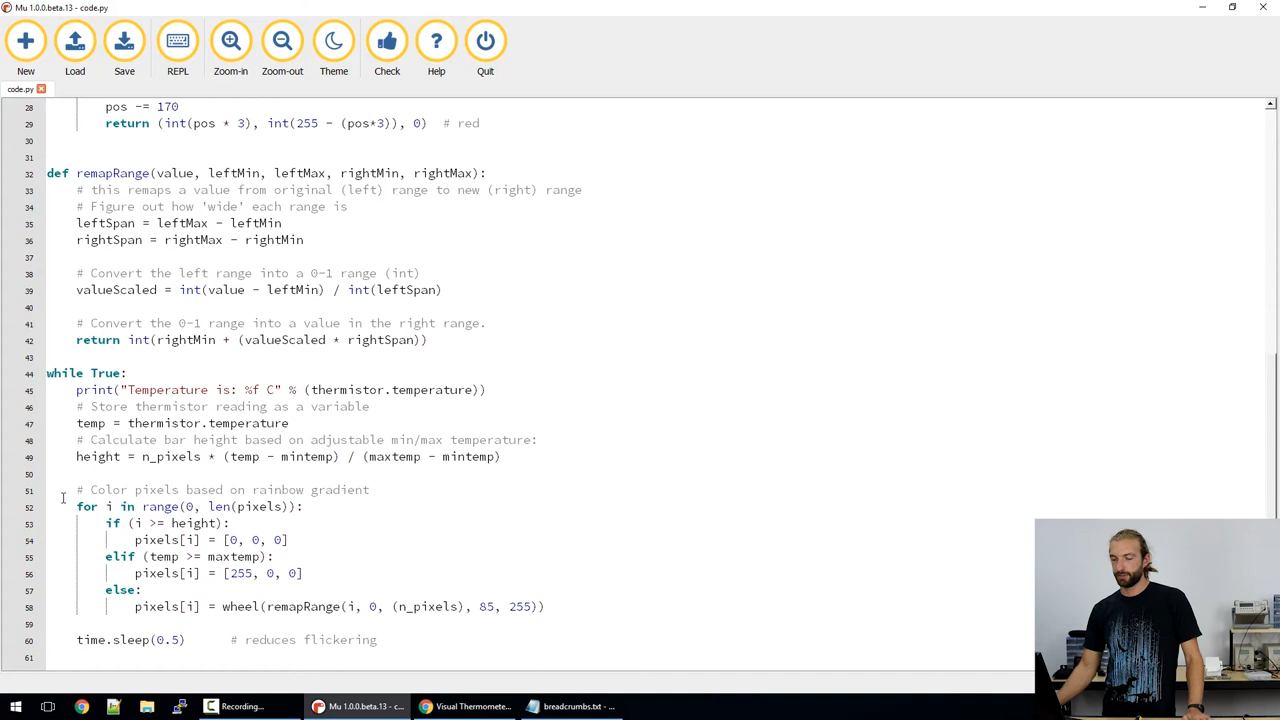 Mu 1.0.0.beta.13 - code.py
New Load Save REPL Zoom-in Zoom-out Theme Check Help Quit
code.py
28 pos -= 170
29 return (int(pos * 3), int(255 - (pos*3)), 0) # red
30
31
32 def remapRange(value, leftMin, leftMax, rightMin, rightMax):
33 # this remaps a value from original (left) range to new (right) range
34 # Figure out how 'wide' each range is
35 leftSpan = leftMax - leftMin
36 rightSpan = rightMax - rightMin
37
38 # Convert the left range into a 0-1 range (int)
39 valueScaled = int(value - leftMin) / int(leftSpan)
40
41 # Convert the 0-1 range into a value in the right range.
42 return int(rightMin + (valueScaled * rightSpan))
43
44 while True:
45 print("Temperature is: %f C" % (thermistor.temperature))
46 # Store thermistor reading as a variable
47 temp = thermistor.temperature
48 # Calculate bar height based on adjustable min/max temperature:
49 height = n_pixels * (temp - mintemp) / (maxtemp - mintemp)
50
51 # Color pixels based on rainbow gradient
52 for i in range(0, len(pixels)):
53 if (i >= height):
54 pixels[i] = [0, 0, 0]
55 elif (temp >= maxtemp):
56 pixels[i] = [255, 0, 0]
57 else:
58 pixels[i] = wheel(remapRange(i, 0, (n_pixels), 85, 255))
59
60 time.sleep(0.5) # reduces flickering
61
Recording... Mu 1.0.0.beta.13 - c... Visual Thermomete... breadcrumbs.txt - ...